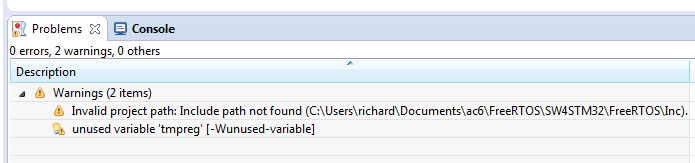 Problems
Console
0 errors, 2 warnings, 0 others
Description
Warnings (2 items)
Invalid project path: Include path not found (C:\Users\richard\Documents\ac6\FreeRTOS\SW4STM32\FreeRTOS\Inc).
unused variable 'tmpreg' [-Wunused-variable]